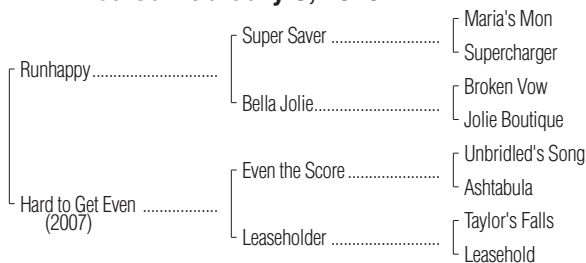 Maria's Mon
Super Saver ............................
Supercharger
Runhappy................................
Broken Vow
Bella Jolie.................................
Jolie Boutique
Unbridled's Song
Even the Score ........................
Ashtabula
Hard to Get Even ...................
(2007)
Taylor's Falls
Leaseholder ............................
Leasehold